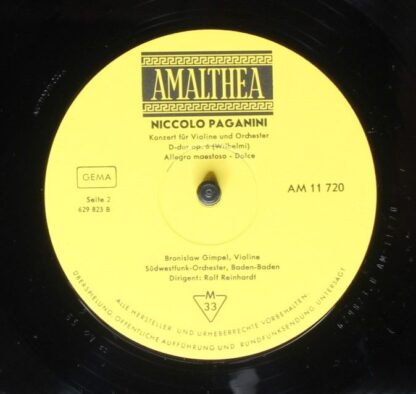 AMALTHEA
NICCOLO PAGANINI
Konzert für Violine und Orchester
D-dur op. 6 (Wilhelmi)
Allegro maestoso - Dolce
GEMA
AM 11 720
Seite 2
629 823 B
Bronislaw Gimpel, Violine
Südwestfunk-Orchester, Baden-Baden
Dirigent: Rolf Reinhardt
M
33
ALLE HERSTELLER UND URHEBERRECHTE VORBEHALTEN
ÜBERSPIELUNG ÖFFENTLICHE AUFFÜHRUNG UND RUNDFUNKSENDUNG UNTERSAGT